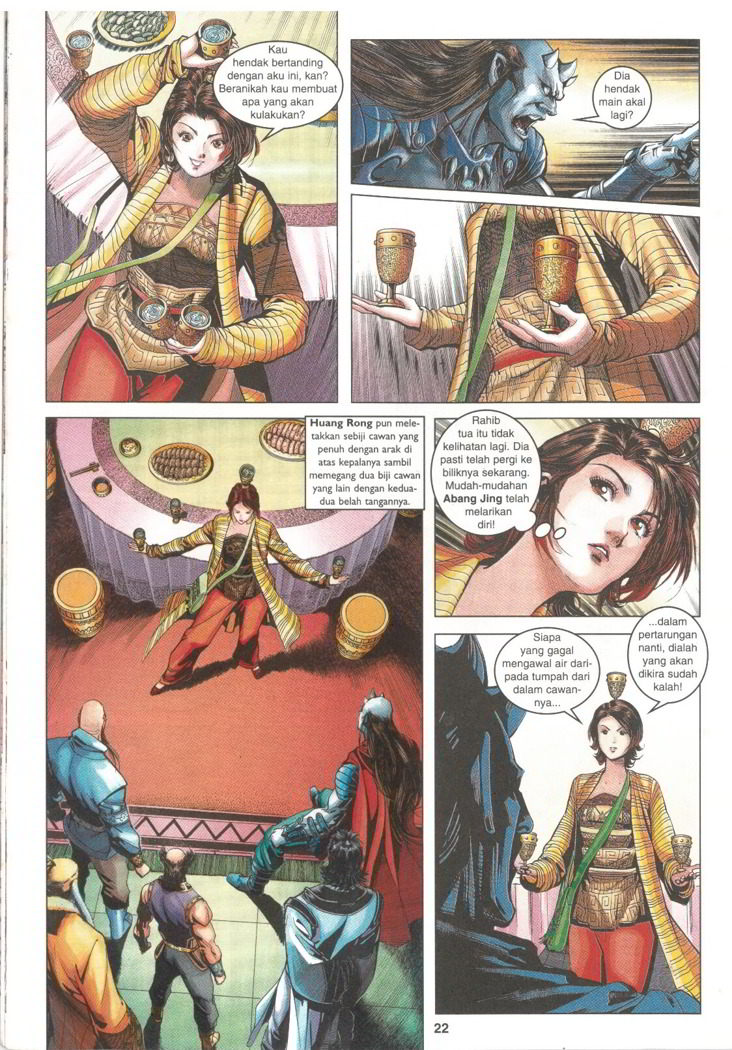 Kau
hendak bertanding
dengan aku ini, kan?
Beranikah kau membuat
apa yang akan
kulakukan?
Dia
hendak
main akal
lagi?
Huang Rong pun mele-
takkan sebiji cawan yang
penuh dengan arak di
atas kepalanya sambil
memegang dua biji cawan
yang lain dengan kedua-
dua belah tangannya.
Rahib
tua itu tidak
kelihatan lagi. Dia
pasti telah pergi ke
biliknya sekarang.
Mudah-mudahan
Abang Jing telah
melarikan
diri!
Siapa
yang gagal
mengawal air dari-
pada tumpah dari
dalam cawan-
nya...
...dalam
pertarungan
nanti, dialah
yang akan
dikira sudah
kalah!
22